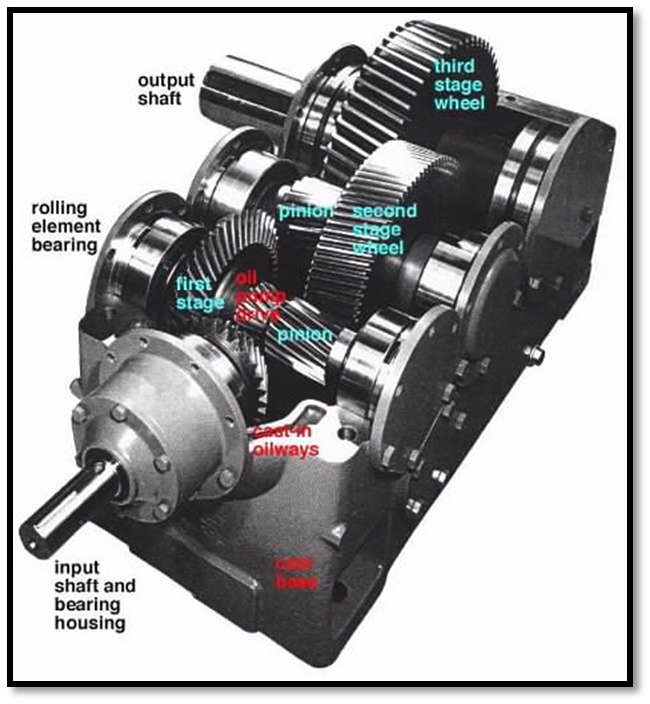 output
shaft
third
stage
wheel
rolling
element
bearing
pinion
second
stage
wheel
first
stage
oil
pump
drive
pinion
cast-in
oilways
input
shaft and
bearing
housing
cast